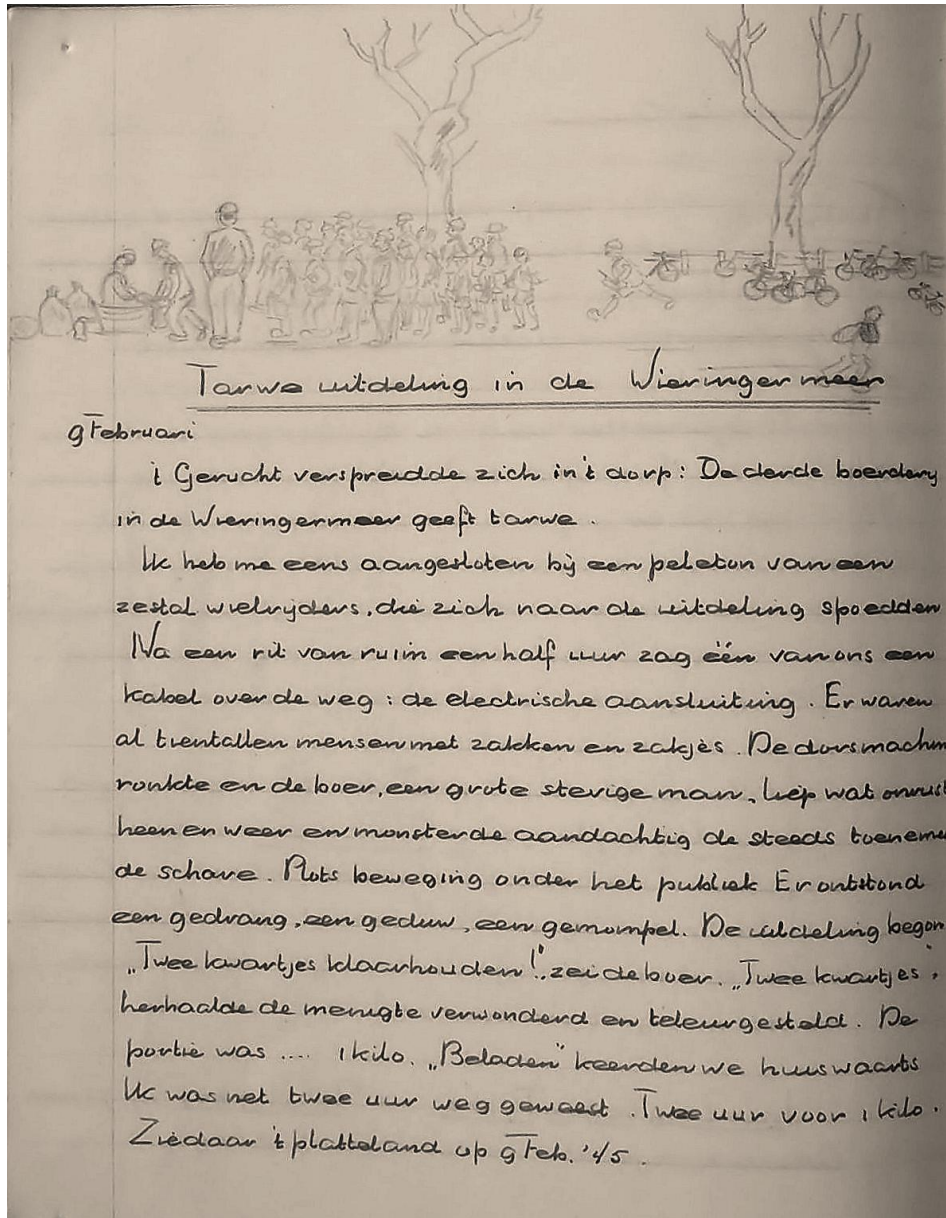 Tarwe uitdeling in de Wieringermeer
9 Februari
't Gerucht verspreidde zich in 't dorp: De derde boerdery
in de Wieringermeer geeft tarwe.
Ik heb me eens aangesloten bij een peleton van een
zestal wielrijders, die zich naar de uitdeling spoedden
Na een rit van ruim een half uur zag één van ons een
kabel over de weg: de electrische aansluiting. Er waren
al tientallen mensen met zakken en zakjes. De dorsmachin
ronkte en de boer, een grote stevige man, liep wat onrust
heen en weer en monsterde aandachtig de steeds toeneme
de schare. Plots beweging onder het publiek Er ontstond
een gedrang, een geduw, een gemompel. De uitdeling begon
„Twee kwartjes klaarhouden!", zei de boer. „Twee kwartjes",
herhaalde de menigte verwonderd en teleurgesteld. De
portie was .... 1 kilo. „Beladen" keerden we huiswaarts
Ik was net twee uur weg geweest. Twee uur voor 1 kilo.
Ziedaar 't platteland op 9 Feb. '45.